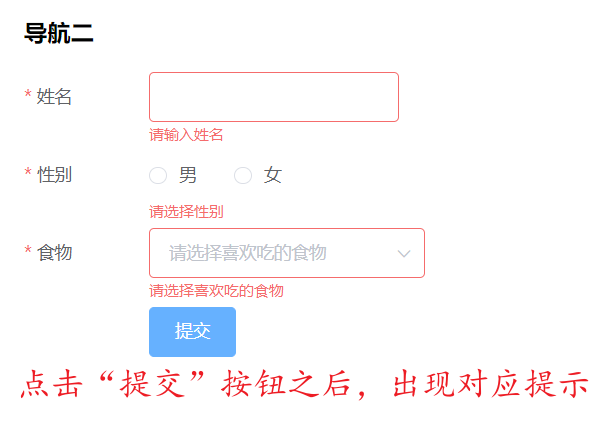 导航二
* 姓名
请输入姓名
* 性别 男 女
请选择性别
* 食物 请选择喜欢吃的食物
请选择喜欢吃的食物
提交
点击“提交”按钮之后，出现对应提示